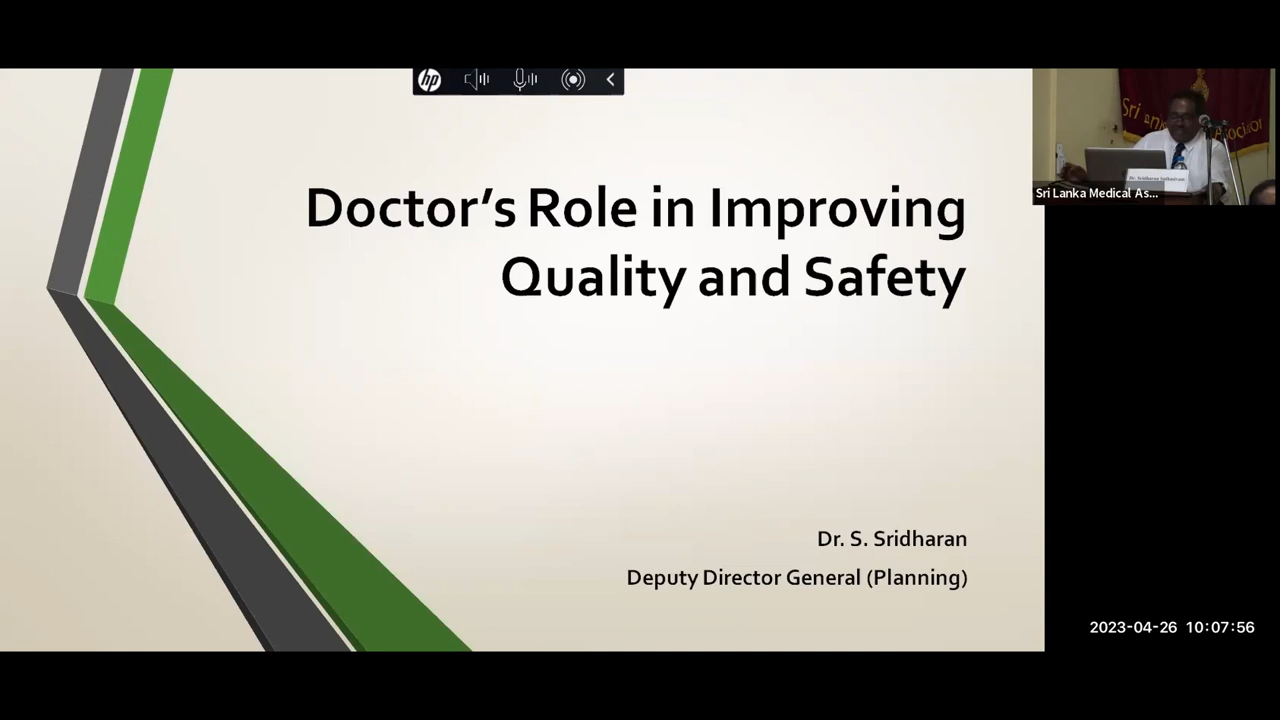 hp
Doctor's Role in Improving
Quality and Safety
Dr. S. Sridharan
Deputy Director General (Planning)
Sri Lanka Medical As...
2023-04-26 10:07:56